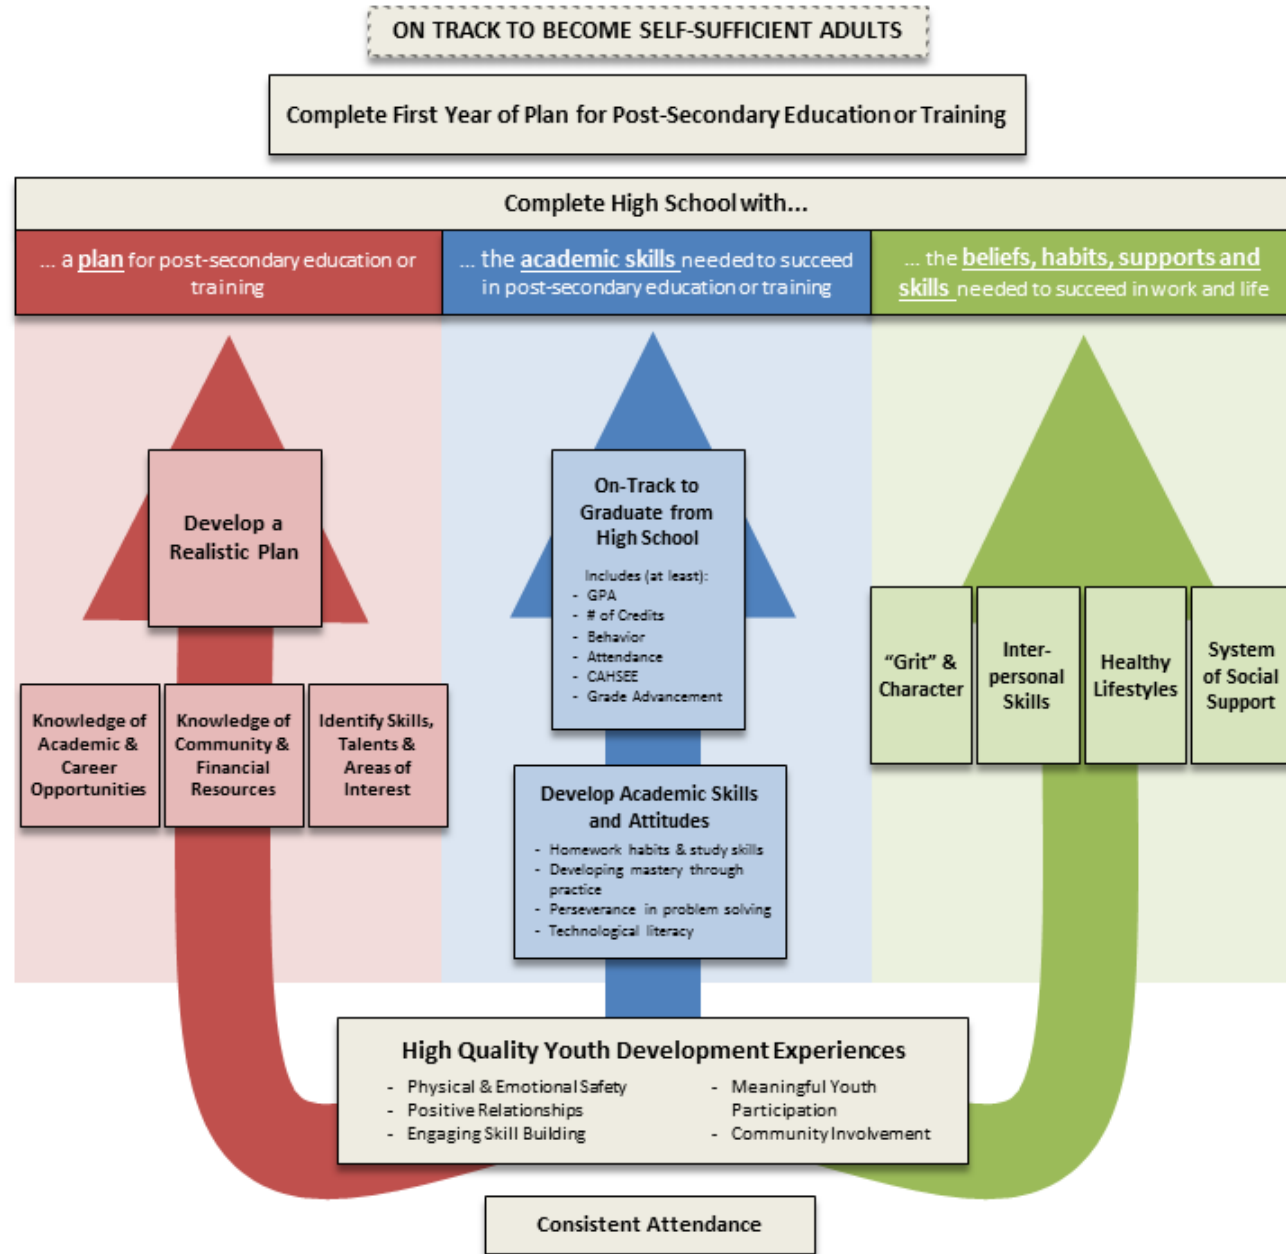 ON TRACK TO BECOME SELF-SUFFICIENT ADULTS
Complete First Year of Plan for Post-Secondary Education or Training
Complete High School with...
... a plan for post-secondary education or
training
... the academic skills needed to succeed
in post-secondary education or training
... the beliefs, habits, supports and
skills needed to succeed in work and life
Develop a
Realistic Plan
Knowledge of
Academic &
Career
Opportunities
Knowledge of
Community &
Financial
Resources
Identify Skills,
Talents &
Areas of
Interest
On-Track to
Graduate from
High School
Includes (at least):
- GPA
- # of Credits
- Behavior
- Attendance
- CAHSEE
- Grade Advancement
Develop Academic Skills
and Attitudes
- Homework habits & study skills
- Developing mastery through
practice
- Perseverance in problem solving
- Technological literacy
"Grit" &
Character
Inter-
personal
Skills
Healthy
Lifestyles
System
of Social
Support
High Quality Youth Development Experiences
- Physical & Emotional Safety
- Positive Relationships
- Engaging Skill Building
- Meaningful Youth
Participation
- Community Involvement
Consistent Attendance